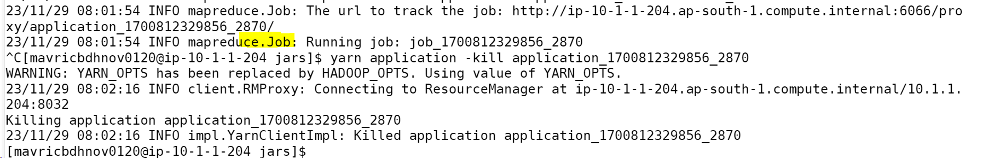 23/11/29 08:01:54 INFO mapreduce.Job: The url to track the job: http://ip-10-1-1-204.ap-south-1.compute.internal:6066/pro
xy/application_1700812329856_2870/
23/11/29 08:01:54 INFO mapreduce.Job: Running job: job_1700812329856_2870
^C[mavricbdhnov0120@ip-10-1-1-204 jars]$ yarn application -kill application_1700812329856_2870
WARNING: YARN_OPTS has been replaced by HADOOP_OPTS. Using value of YARN_OPTS.
23/11/29 08:02:16 INFO client.RMProxy: Connecting to ResourceManager at ip-10-1-1-204.ap-south-1.compute.internal/10.1.1.
204:8032
Killing application application_1700812329856_2870
23/11/29 08:02:16 INFO impl.YarnClientImpl: Killed application application_1700812329856_2870
[mavricbdhnov0120@ip-10-1-1-204 jars]$